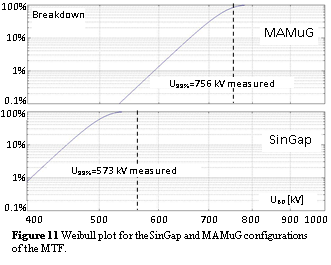 100%
Breakdown
MAMuG
10%
1%
U₃₃%=756 kV measured
0.1%
100%
SinGap
10%
1%
U₃₃%=573 kV measured
0.1%
U₅₀ [kV]
400 500 600 700 800 900 1000
Figure 11 Weibull plot for the SinGap and MAMuG configurations
of the MTF.